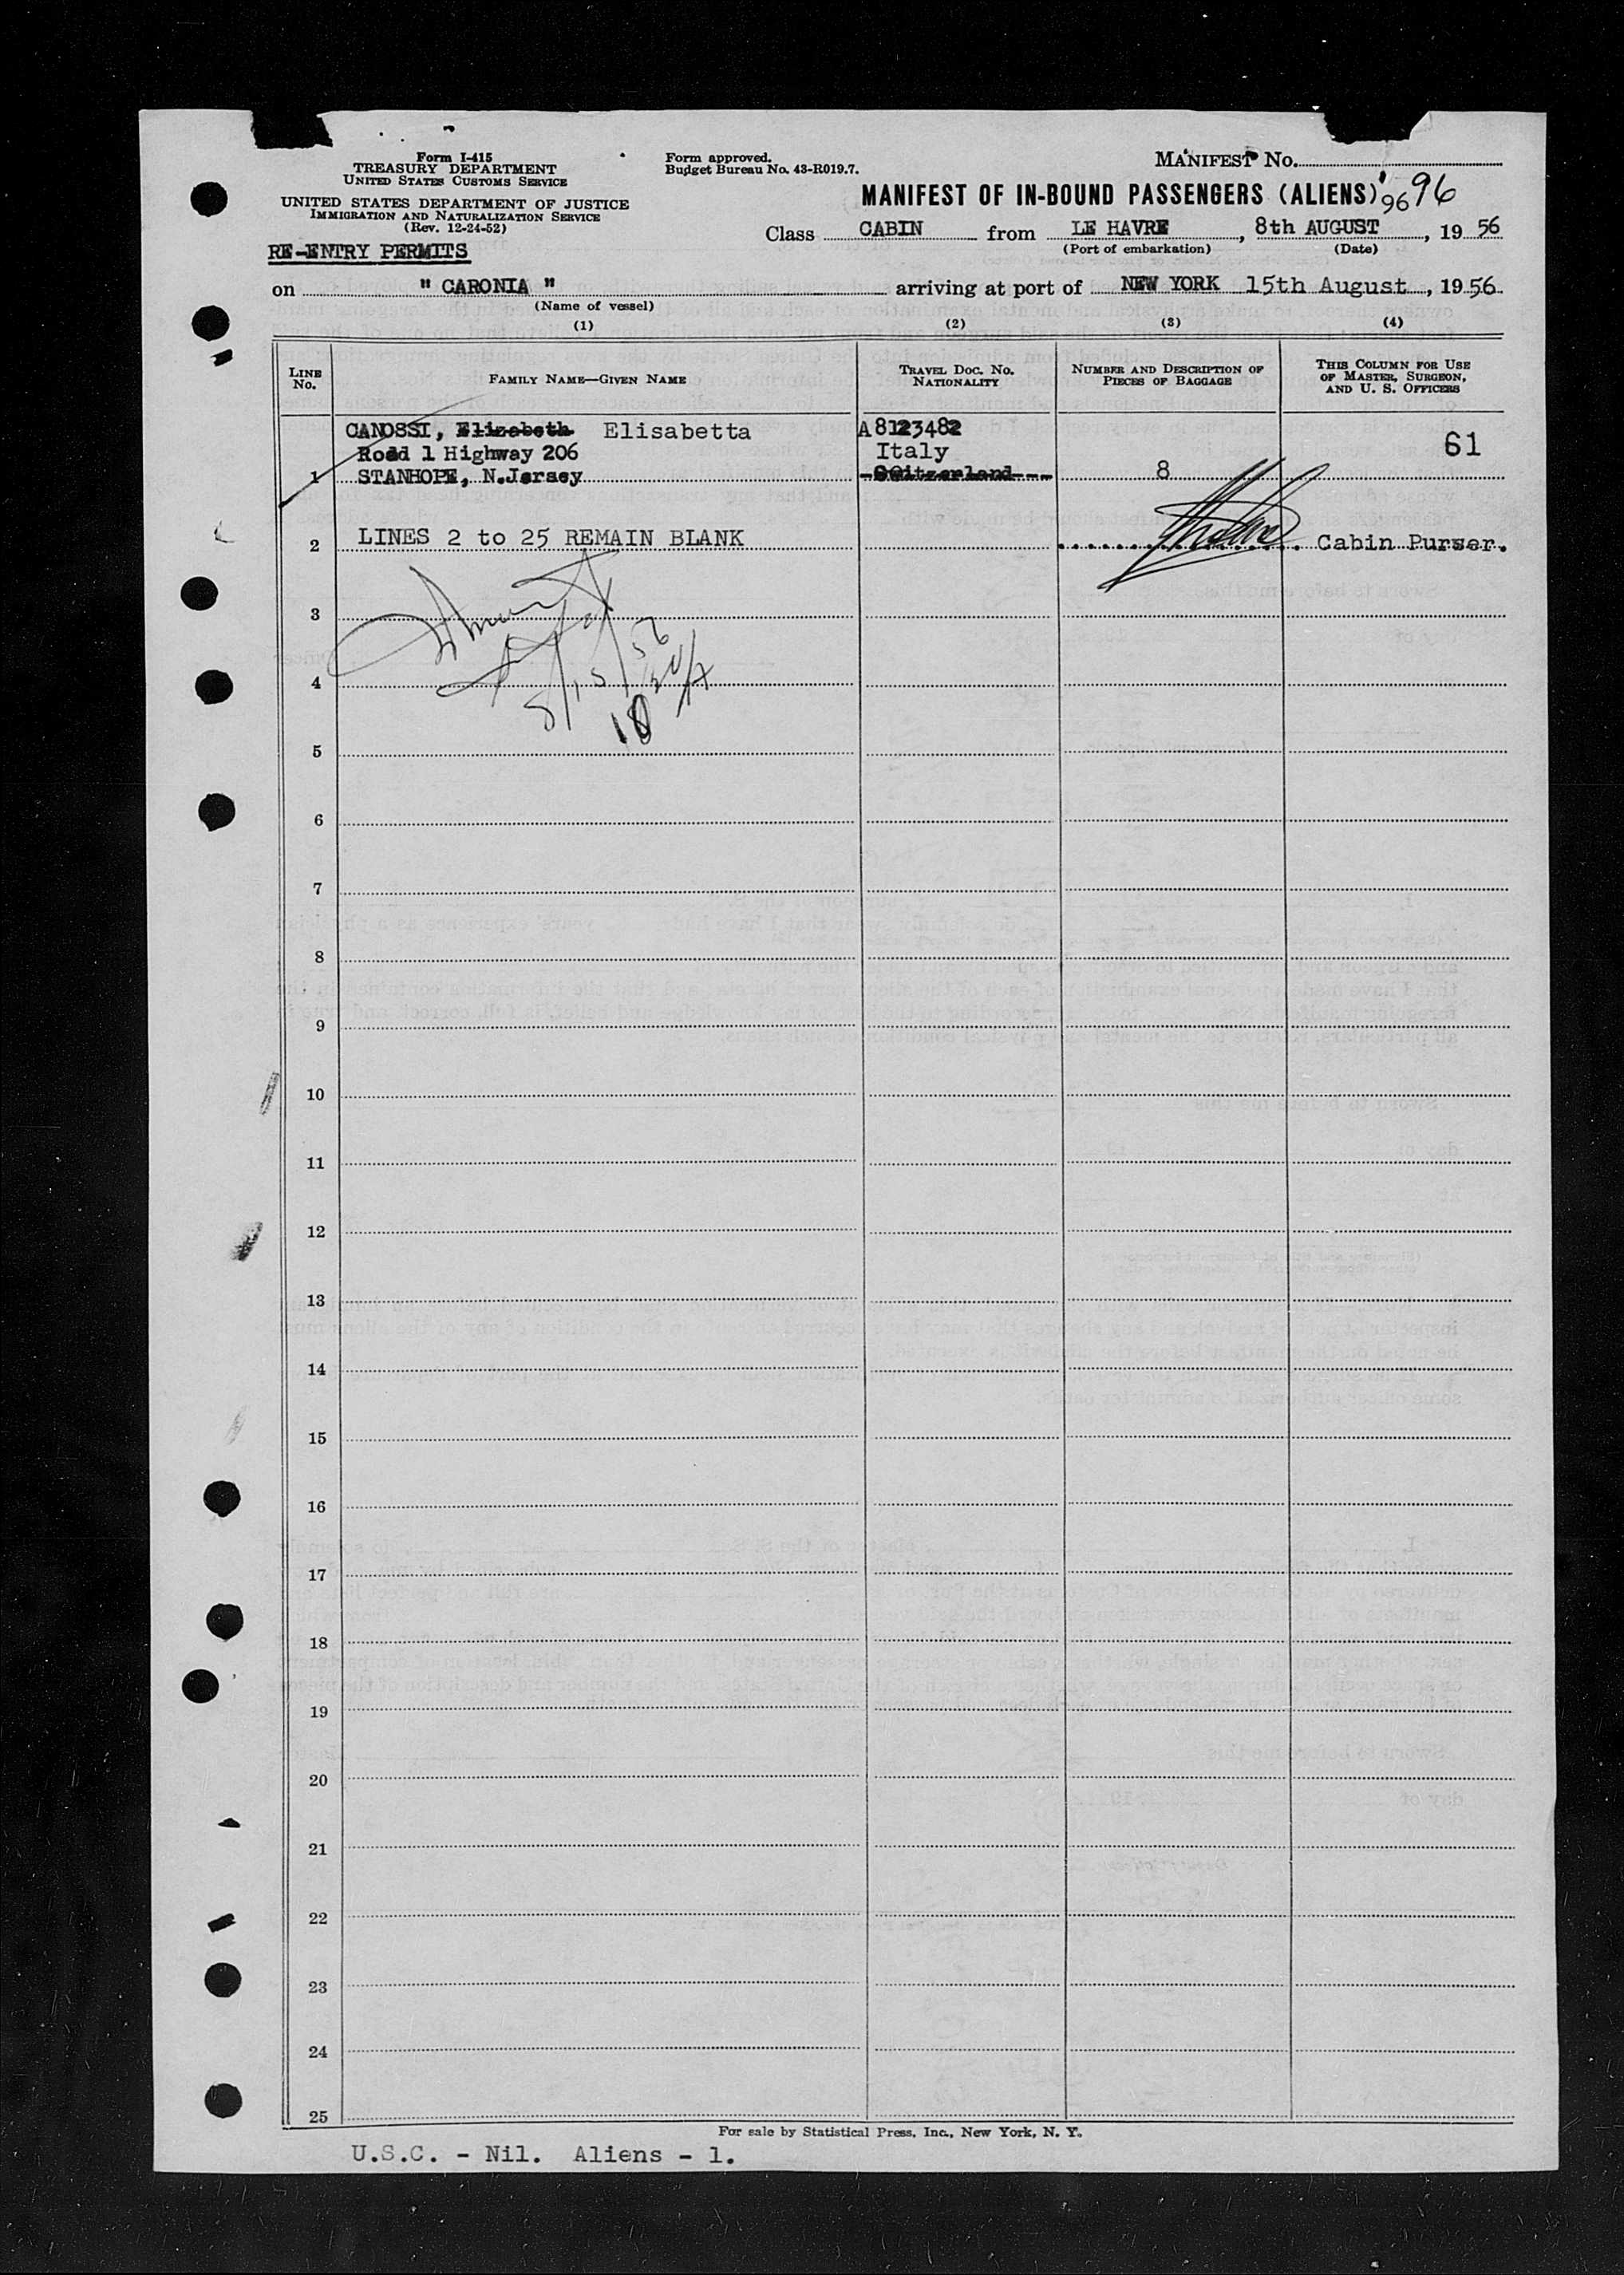 Form I-415
TREASURY DEPARTMENT
UNITED STATES CUSTOMS SERVICE
UNITED STATES DEPARTMENT OF JUSTICE
IMMIGRATION AND NATURALIZATION SERVICE
(Rev. 12-24-52)
RE-ENTRY PERMITS
Form approved.
Budget Bureau No. 43-R019.7.
MANIFEST No.
MANIFEST OF IN-BOUND PASSENGERS (ALIENS) 96 96
Class CABIN from LE HAVRE, 8th AUGUST, 19 56
(Port of embarkation) (Date)
on " CARONIA " arriving at port of NEW YORK 15th August, 1956
(Name of vessel)
(1) (2) (3) (4)
LINE No. FAMILY NAME—GIVEN NAME TRAVEL DOC. No. NATIONALITY NUMBER AND DESCRIPTION OF PIECES OF BAGGAGE THIS COLUMN FOR USE OF MASTER, SURGEON, AND U. S. OFFICERS
CANOSSI, Elizabeth Elisabetta A8123482 61
Road 1 Highway 206 Italy
1 STANHOPE, N.Jersey Switzerland 8
2 LINES 2 to 25 REMAIN BLANK Cabin Purser.
3
4 8/15/56
5
6
7
8
9
10
11
12
13
14
15
16
17
18
19
20
21
22
23
24
25
For sale by Statistical Press, Inc., New York, N. Y.
U.S.C. - Nil. Aliens - 1.